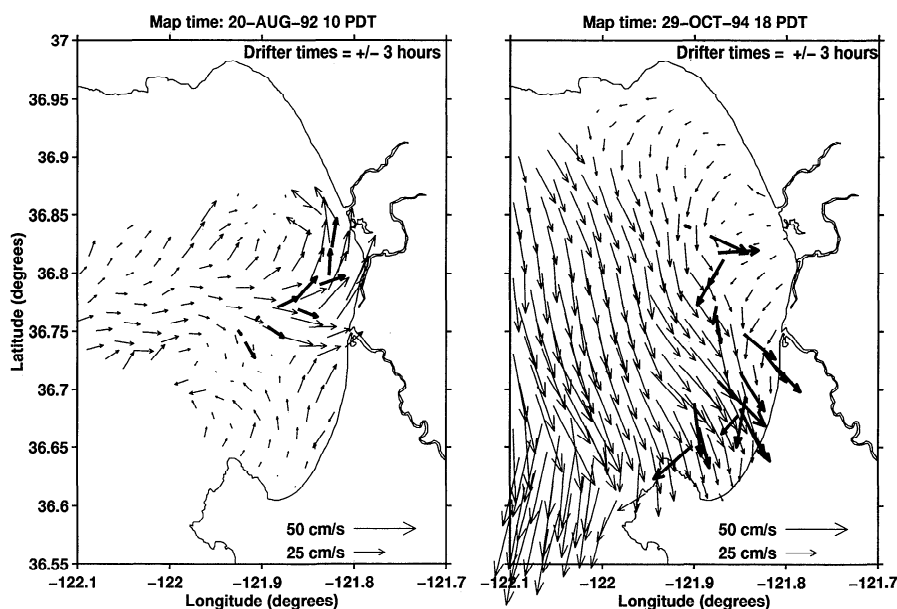 Map time: 20-AUG-92 10 PDT
Drifter times = +/- 3 hours
37
36.95
36.9
36.85
36.8
36.75
36.7
36.65
36.6
36.55
Latitude (degrees)
50 cm/s
25 cm/s
-122.1
-122
-121.9
-121.8
-121.7
Longitude (degrees)
Map time: 29-OCT-94 18 PDT
Drifter times = +/- 3 hours
50 cm/s
25 cm/s
-122.1
-122
-121.9
-121.8
-121.7
Longitude (degrees)